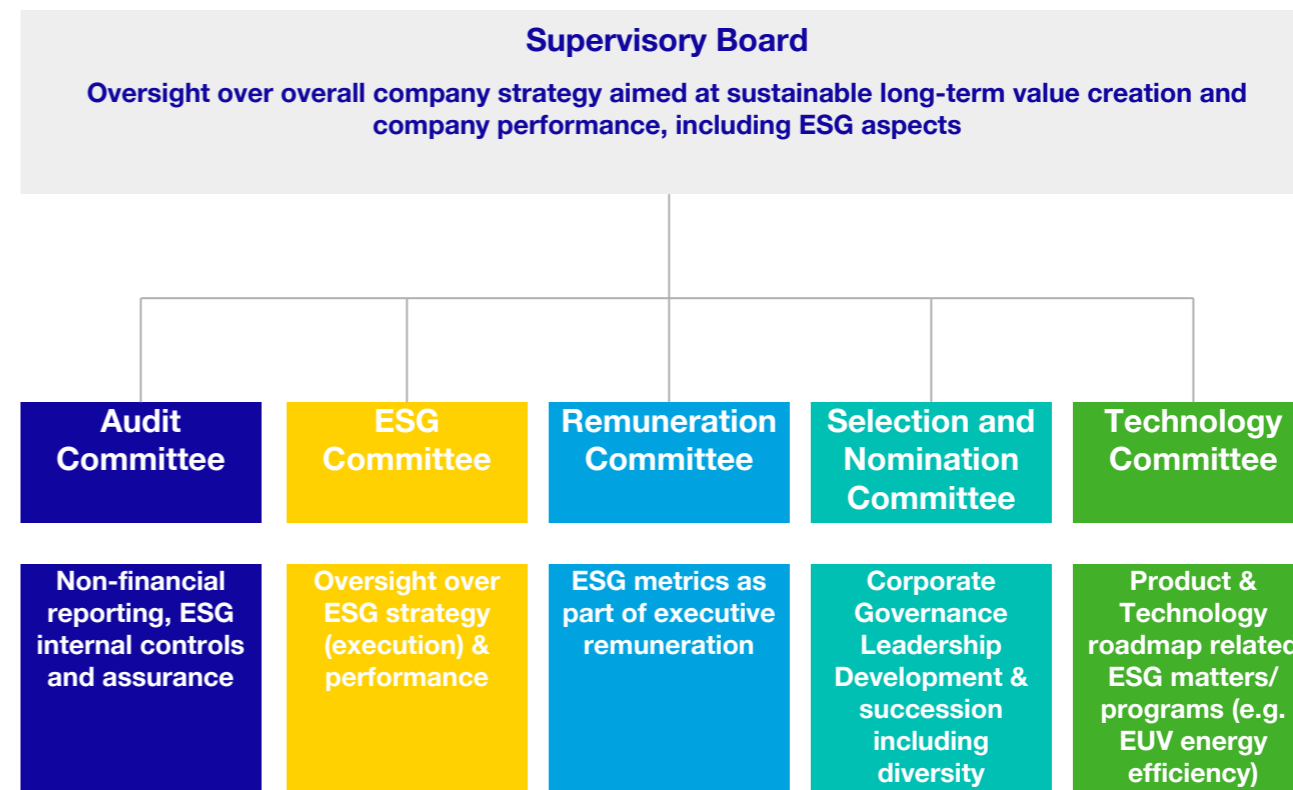 Supervisory Board
Oversight over overall company strategy aimed at sustainable long-term value creation and
company performance, including ESG aspects
Audit
Committee
ESG
Committee
Remuneration
Committee
Selection and
Nomination
Committee
Technology
Committee
Non-financial
reporting, ESG
internal controls
and assurance
Oversight over
ESG strategy
(execution) &
performance
ESG metrics as
part of executive
remuneration
Corporate
Governance
Leadership
Development &
succession
including
diversity
Product &
Technology
roadmap related
ESG matters/
programs (e.g.
EUV energy
efficiency)